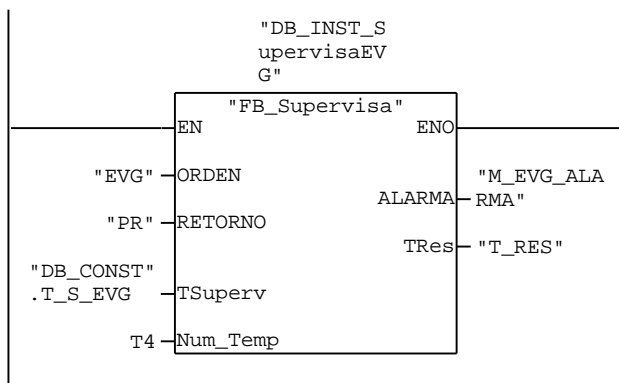 "DB_INST_S
upervisaEV
G"
"FB_Supervisa"
EN ENO
"EVG" ORDEN "M_EVG_ALA
ALARMA RMA"
"PR" RETORNO
TRes "T_RES"
"DB_CONST"
.T_S_EVG TSuperv
T4 Num_Temp